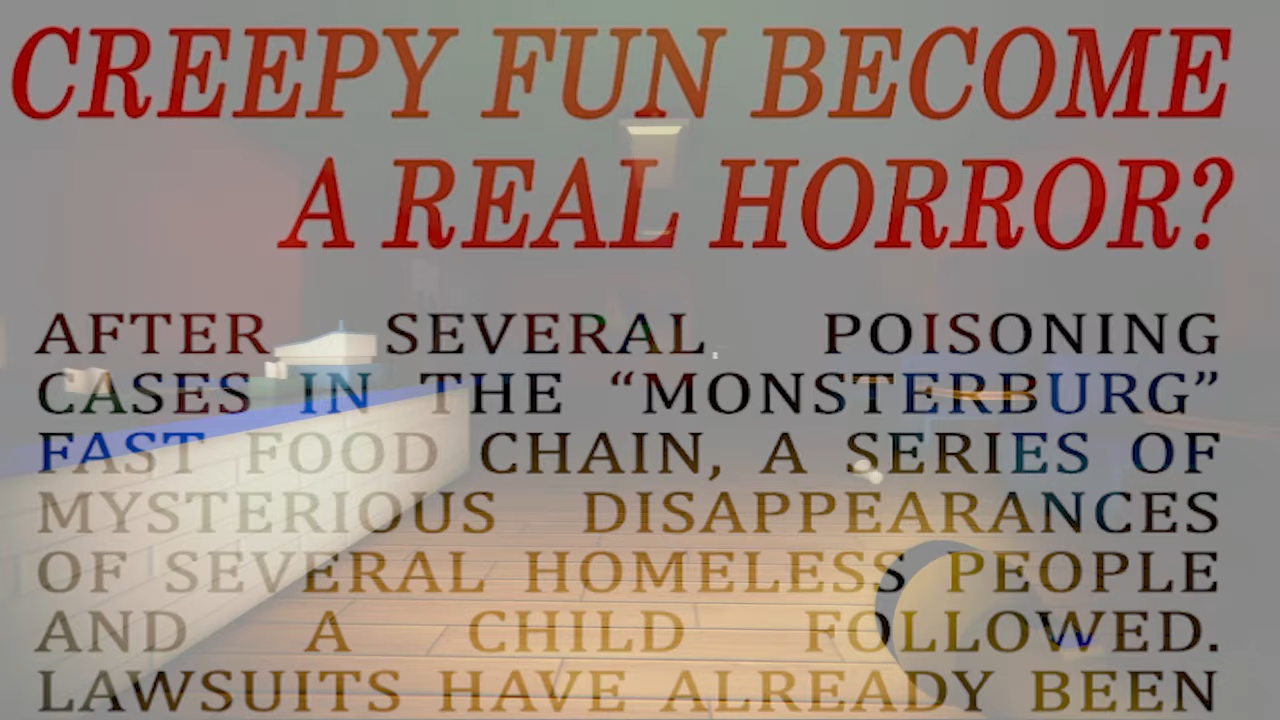 CREEPY FUN BECOME
A REAL HORROR?
AFTER SEVERAL POISONING
CASES IN THE “MONSTERBURG”
FAST FOOD CHAIN, A SERIES OF
MYSTERIOUS DISAPPEARANCES
OF SEVERAL HOMELESS PEOPLE
AND A CHILD FOLLOWED.
LAWSUITS HAVE ALREADY BEEN